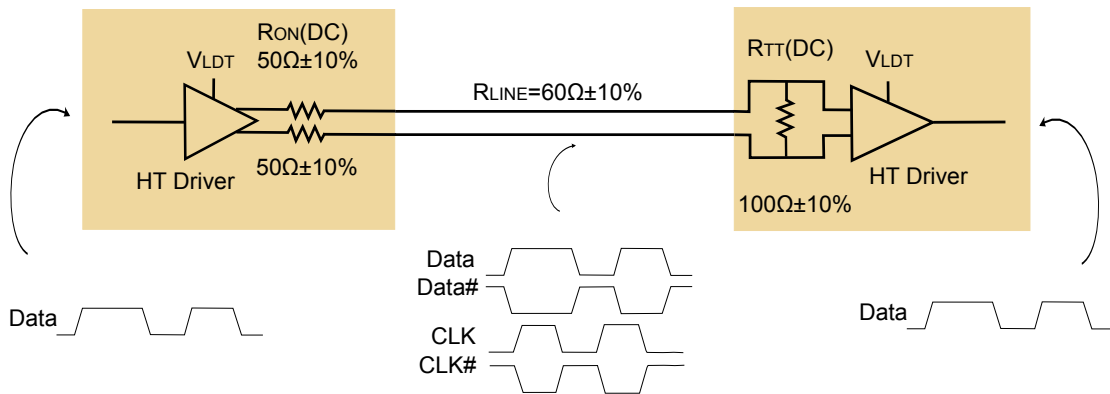 RON(DC)
VLDT 50Ω±10%
50Ω±10%
HT Driver
RLINE=60Ω±10%
RTT(DC)
VLDT
HT Driver
100Ω±10%
Data
Data
Data#
CLK
CLK#
Data